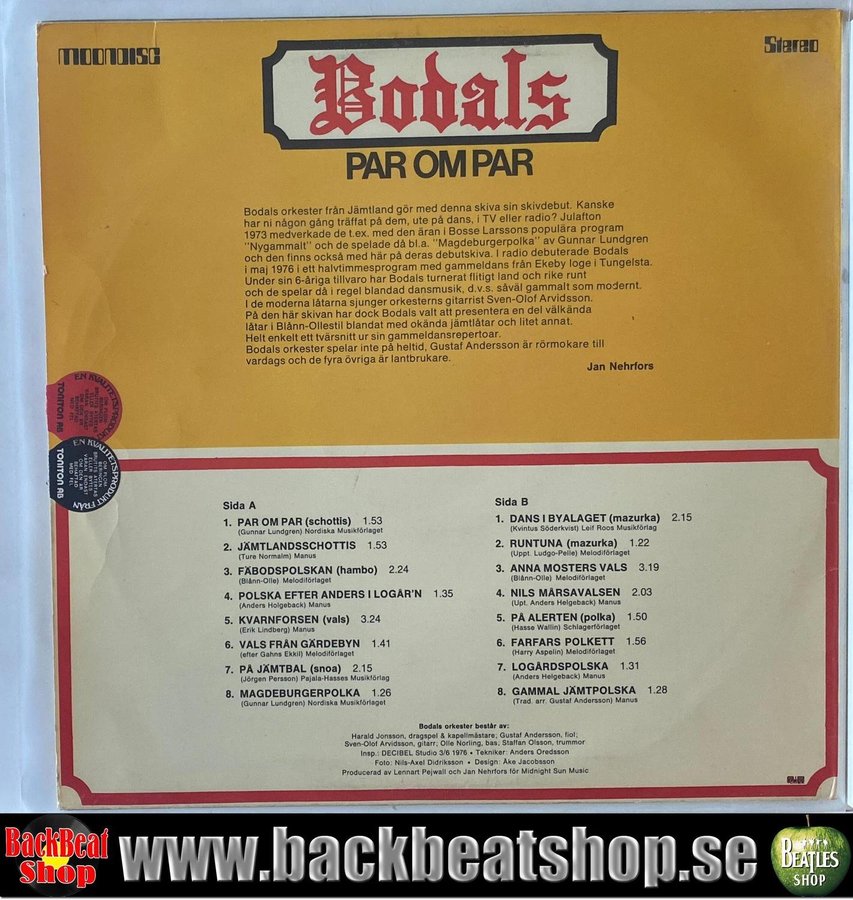 MOONDISC
Stereo
Bodals
PAR OM PAR
Bodals orkester från Jämtland gör med denna skiva sin skivdebut. Kanske
har ni någon gång träffat på dem, ute på dans, i TV eller radio? Julafton
1973 medverkade de t.ex. med den äran i Bosse Larssons populära program
"Nygammalt" och de spelade då bl.a. "Magdeburgerpolka" av Gunnar Lundgren
och den finns också med här på deras debutskiva. I radio debuterade Bodals
i maj 1976 i ett halvtimmesprogram med gammeldans från Ekeby loge i Tungelsta.
Under sin 6-åriga tillvaro har Bodals turnerat flitigt land och rike runt
och de spelar då i regel blandad dansmusik, d.v.s. såväl gammalt som modernt.
I de moderna låtarna sjunger orkesterns gitarrist Sven-Olof Arvidsson.
På den här skivan har dock Bodals valt att presentera en del välkända
låtar i Blånn-Ollestil blandat med okända jämtlåtar och litet annat.
Helt enkelt ett tvärsnitt ur sin gammeldansrepertoar.
Bodals orkester spelar inte på heltid, Gustaf Andersson är rörmokare till
vardags och de fyra övriga är lantbrukare.
Jan Nehrfors
EN KVALITETSPRODUKT
TONITON AB
EN KVALITETSPRODUKT FRÅN
TONITON AB
Sida A
1. PAR OM PAR (schottis) 1.53
(Gunnar Lundgren) Nordiska Musikförlaget
2. JÄMTLANDSSCHOTTIS 1.53
(Ture Normalm) Manus
3. FÄBODSPOLSKAN (hambo) 2.24
(Blånn-Olle) Melodiförlaget
4. POLSKA EFTER ANDERS I LOGÅR'N 1.35
(Anders Holgeback) Manus
5. KVARNFORSEN (vals) 3.24
(Erik Lindberg) Manus
6. VALS FRÅN GÄRDEBYN 1.41
(efter Gahns Ekkil) Melodiförlaget
7. PÅ JÄMTBAL (snoa) 2.15
(Jörgen Persson) Pajala-Hasses Musikförlag
8. MAGDEBURGERPOLKA 1.26
(Gunnar Lundgren) Nordiska Musikförlaget
Sida B
1. DANS I BYALAGET (mazurka) 2.15
(Kvintus Söderkvist) Leif Roos Musikförlag
2. RUNTUNA (mazurka) 1.22
(Uppt. Ludgo-Pelle) Melodiförlaget
3. ANNA MOSTERS VALS 3.19
(Blånn-Olle) Melodiförlaget
4. NILS MÅRSAVALSEN 2.03
(Upt. Anders Helgeback) Manus
5. PÅ ALERTEN (polka) 1.50
(Hasse Wallin) Schlagerförlaget
6. FARFARS POLKETT 1.56
(Harry Aspelin) Melodiförlaget
7. LOGÅRDSPOLSKA 1.31
(Anders Helgeback) Manus
8. GAMMAL JÄMTPOLSKA 1.28
(Trad. arr. Gustaf Andersson) Manus
Bodals orkester består av:
Harald Jonsson, dragspel & kapellmästare; Gustaf Andersson, fiol;
Sven-Olof Arvidsson, gitarr; Olle Norling, bas; Staffan Olsson, trummor
Insp.: DECIBEL Studio 3/6 1976 • Tekniker: Anders Oredsson
Foto: Nils-Axel Didriksson • Design: Åke Jacobsson
Producerad av Lennart Pejwall och Jan Nehrfors för Midnight Sun Music
BackBeat
Shop
www.backbeatshop.se
BEATLES
SHOP